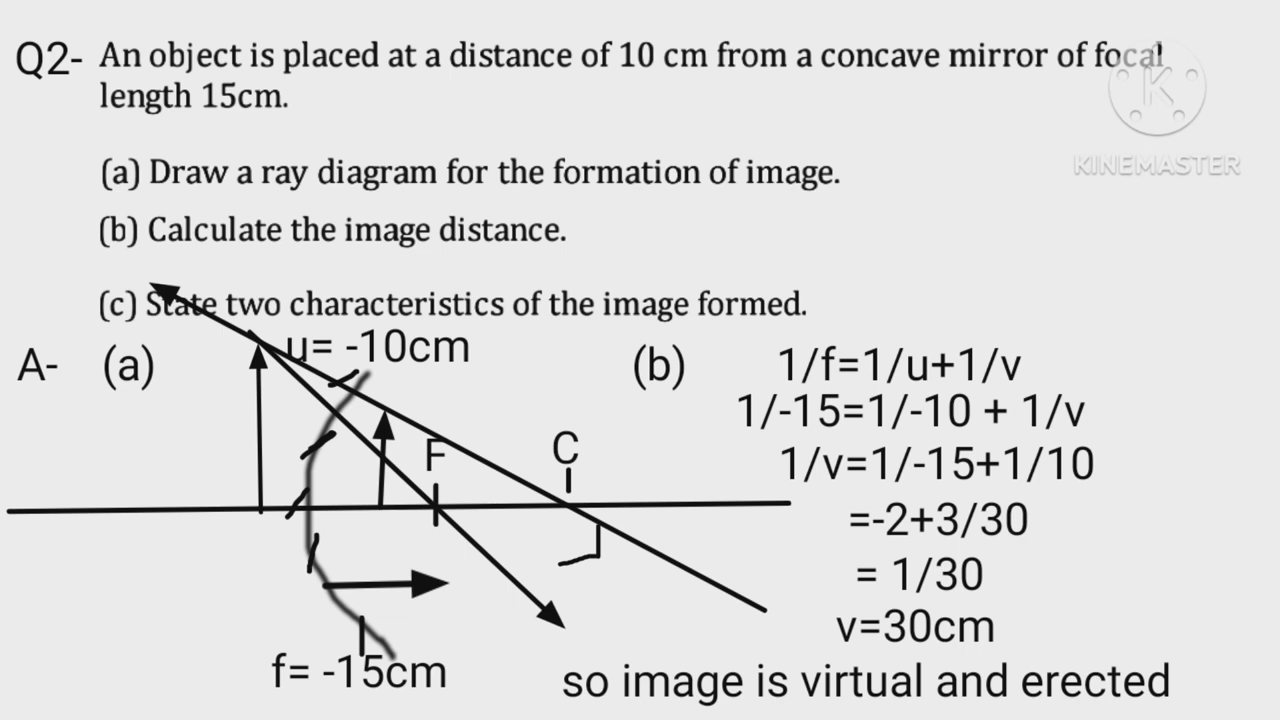 Q2- An object is placed at a distance of 10 cm from a concave mirror of focal
length 15cm.
K
KINEMASTER
(a) Draw a ray diagram for the formation of image.
(b) Calculate the image distance.
(c) State two characteristics of the image formed.
A- (a)
u= -10cm
F
C
f= -15cm
(b) 1/f=1/u+1/v
1/-15=1/-10 + 1/v
1/v=1/-15+1/10
=-2+3/30
= 1/30
v=30cm
so image is virtual and erected